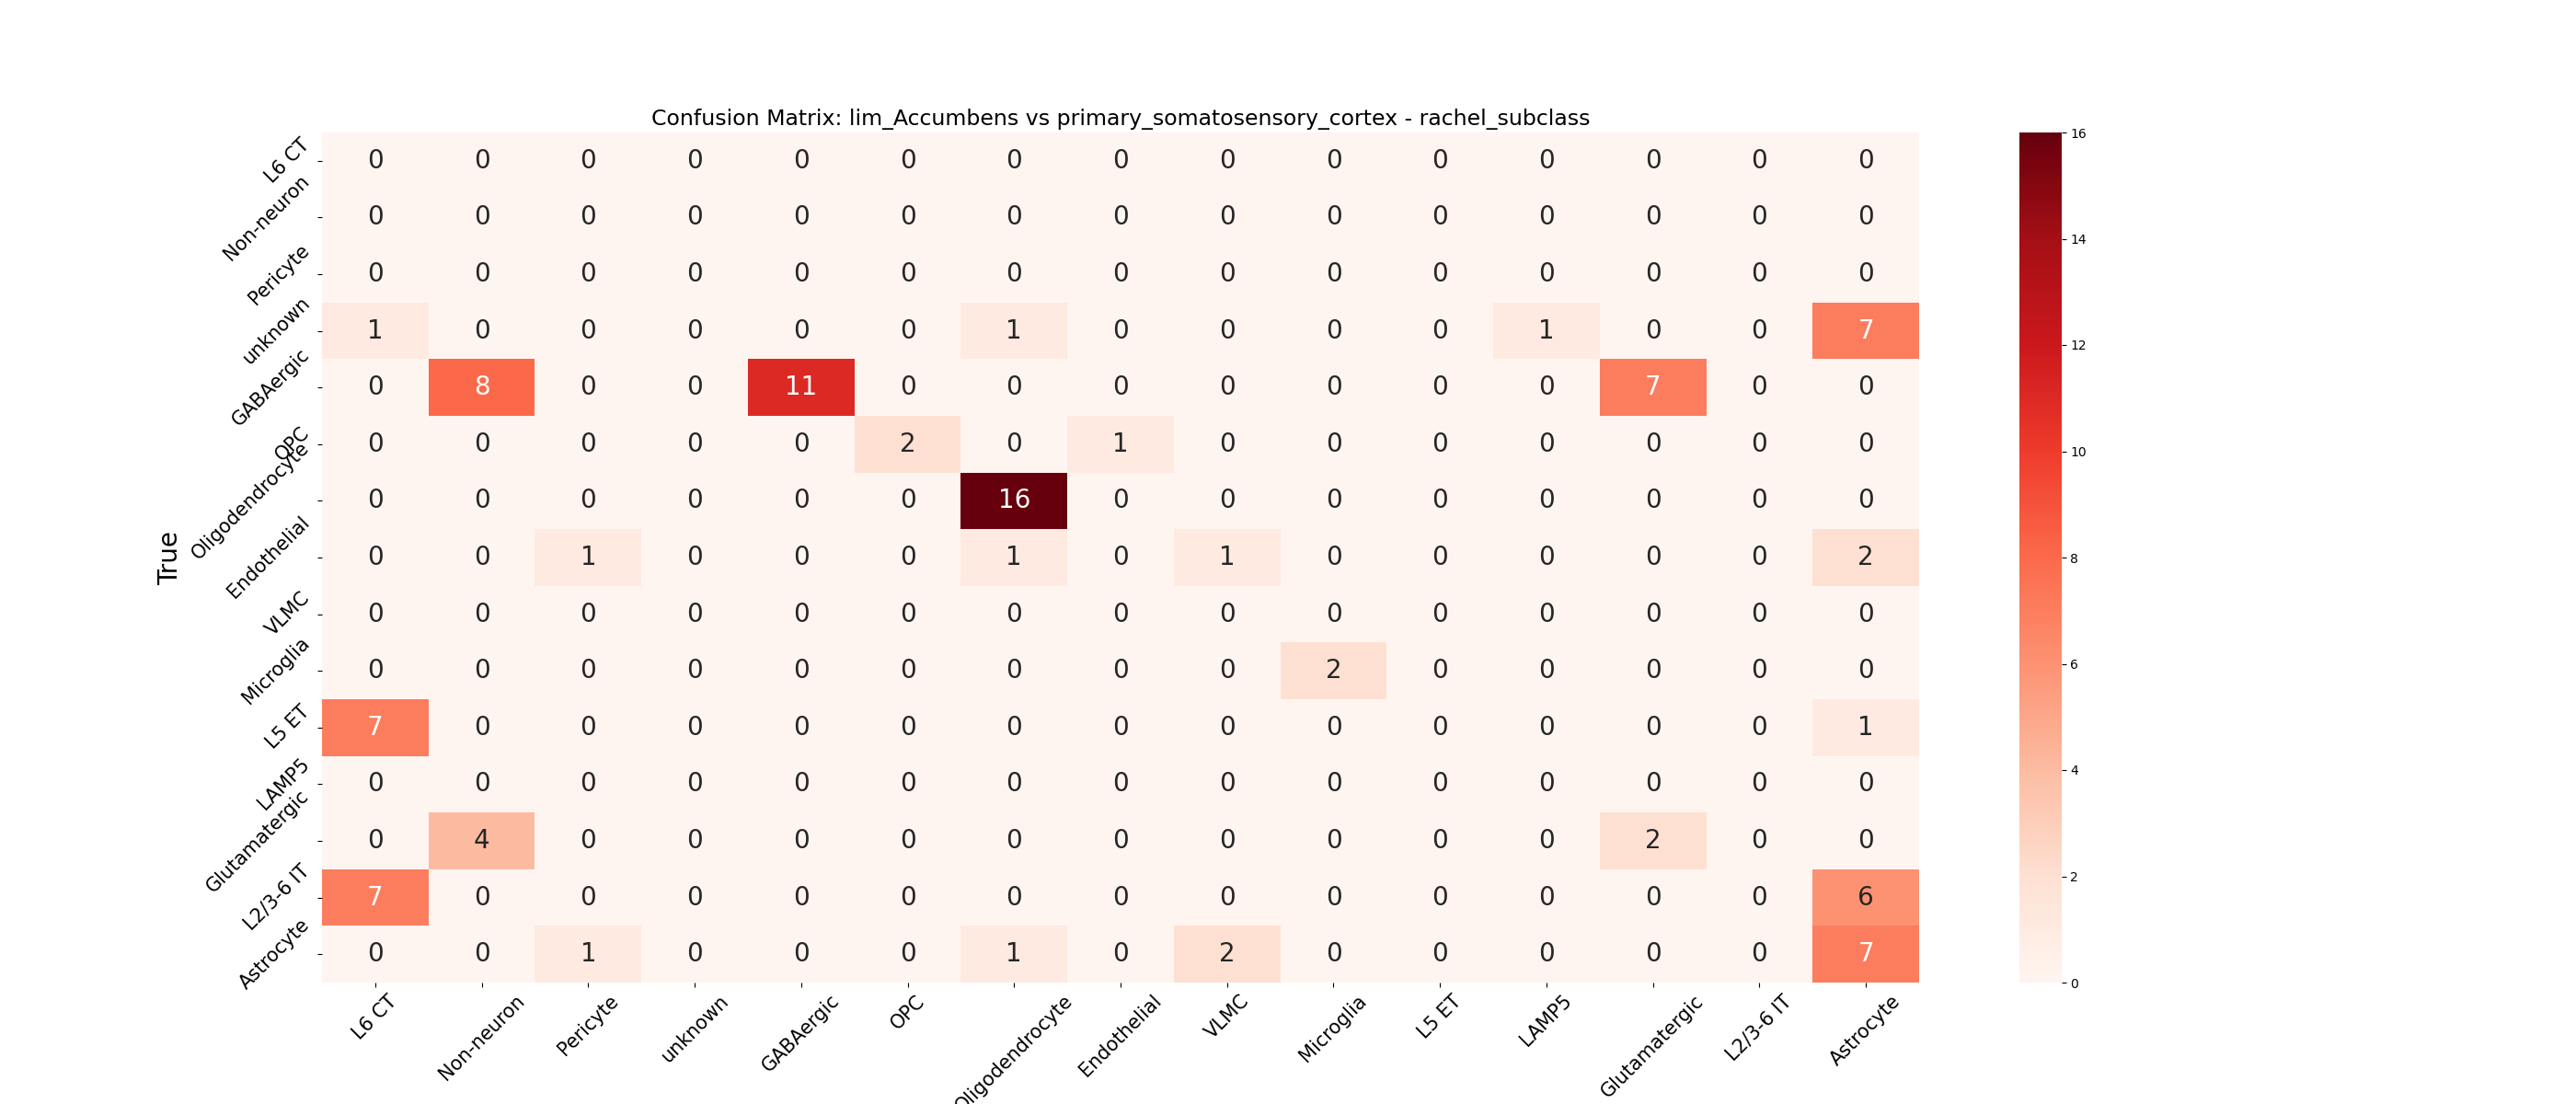 Confusion Matrix: lim_Accumbens vs primary_somatosensory_cortex - rachel_subclass
True
L6 CT 0 0 0 0 0 0 0 0 0 0 0 0 0 0 0
Non-neuron 0 0 0 0 0 0 0 0 0 0 0 0 0 0 0
Pericyte 0 0 0 0 0 0 0 0 0 0 0 0 0 0 0
unknown 1 0 0 0 0 0 1 0 0 0 0 1 0 0 7
GABAergic 0 8 0 0 11 0 0 0 0 0 0 0 7 0 0
OPC 0 0 0 0 0 2 0 1 0 0 0 0 0 0 0
Oligodendrocyte 0 0 0 0 0 0 16 0 0 0 0 0 0 0 0
Endothelial 0 0 1 0 0 0 1 0 1 0 0 0 0 0 2
VLMC 0 0 0 0 0 0 0 0 0 0 0 0 0 0 0
Microglia 0 0 0 0 0 0 0 0 0 2 0 0 0 0 0
L5 ET 7 0 0 0 0 0 0 0 0 0 0 0 0 0 1
LAMP5 0 0 0 0 0 0 0 0 0 0 0 0 0 0 0
Glutamatergic 0 4 0 0 0 0 0 0 0 0 0 0 2 0 0
L2/3-6 IT 7 0 0 0 0 0 0 0 0 0 0 0 0 0 6
Astrocyte 0 0 1 0 0 0 1 0 2 0 0 0 0 0 7
L6 CT Non-neuron Pericyte unknown GABAergic OPC Oligodendrocyte Endothelial VLMC Microglia L5 ET LAMP5 Glutamatergic L2/3-6 IT Astrocyte
16
14
12
10
8
6
4
2
0